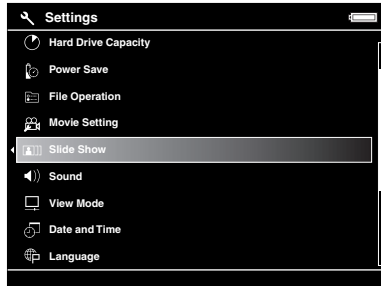 Settings
Hard Drive Capacity
Power Save
File Operation
Movie Setting
Slide Show
Sound
View Mode
Date and Time
Language